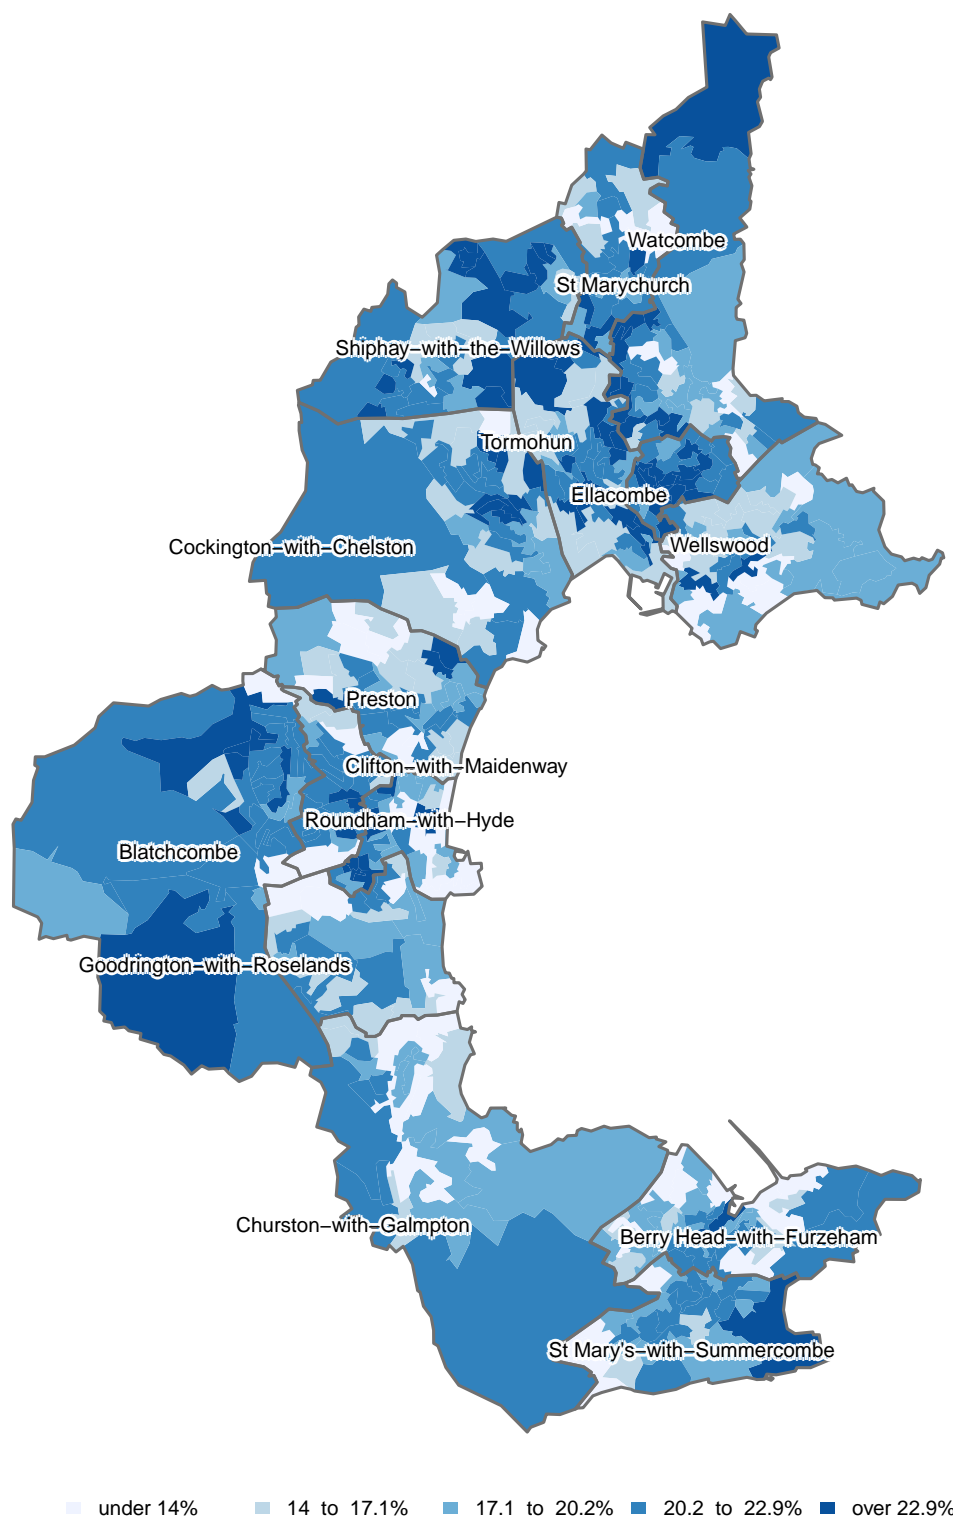 Watcombe
St Marychurch
Shiphay−with−the−Willows
Tormohun
Ellacombe
Cockington−with−Chelston
Wellswood
Preston
Clifton−with−Maidenway
Roundham−with−Hyde
Blatchcombe
Goodrington−with−Roselands
Churston−with−Galmpton
Berry Head−with−Furzeham
St Mary's−with−Summercombe
under 14% 14 to 17.1% 17.1 to 20.2% 20.2 to 22.9% over 22.9%